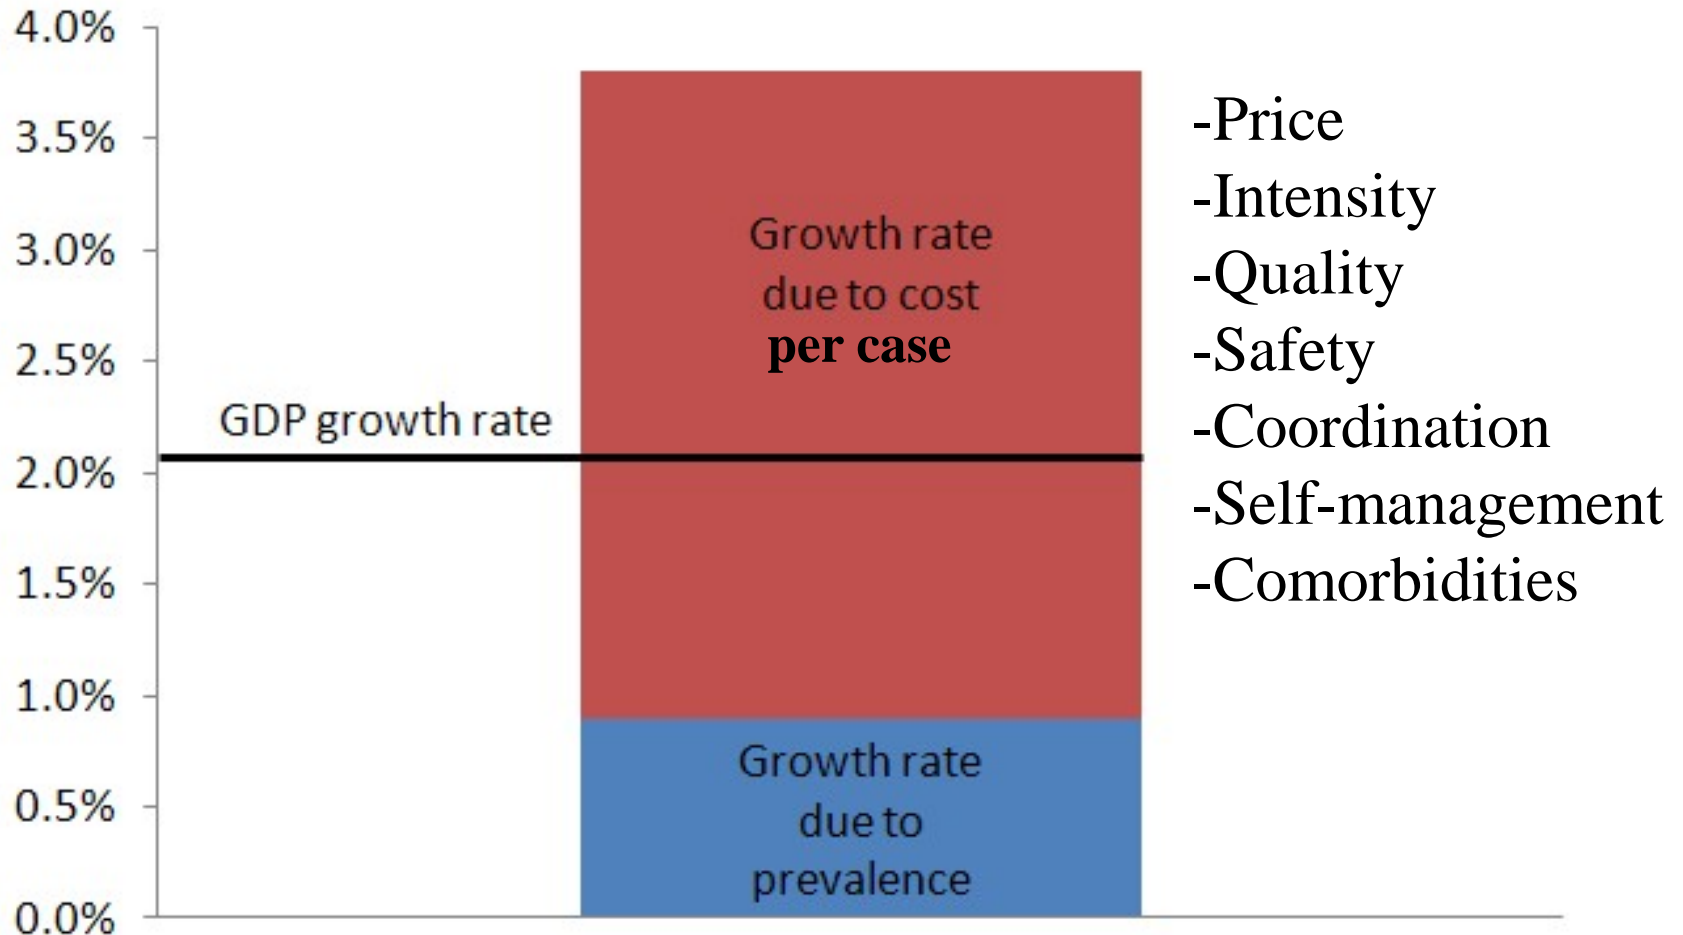 4.0%
3.5%
3.0%
2.5%
2.0%
1.5%
1.0%
0.5%
0.0%
GDP growth rate
Growth rate
due to cost
per case
Growth rate
due to
prevalence
-Price
-Intensity
-Quality
-Safety
-Coordination
-Self-management
-Comorbidities